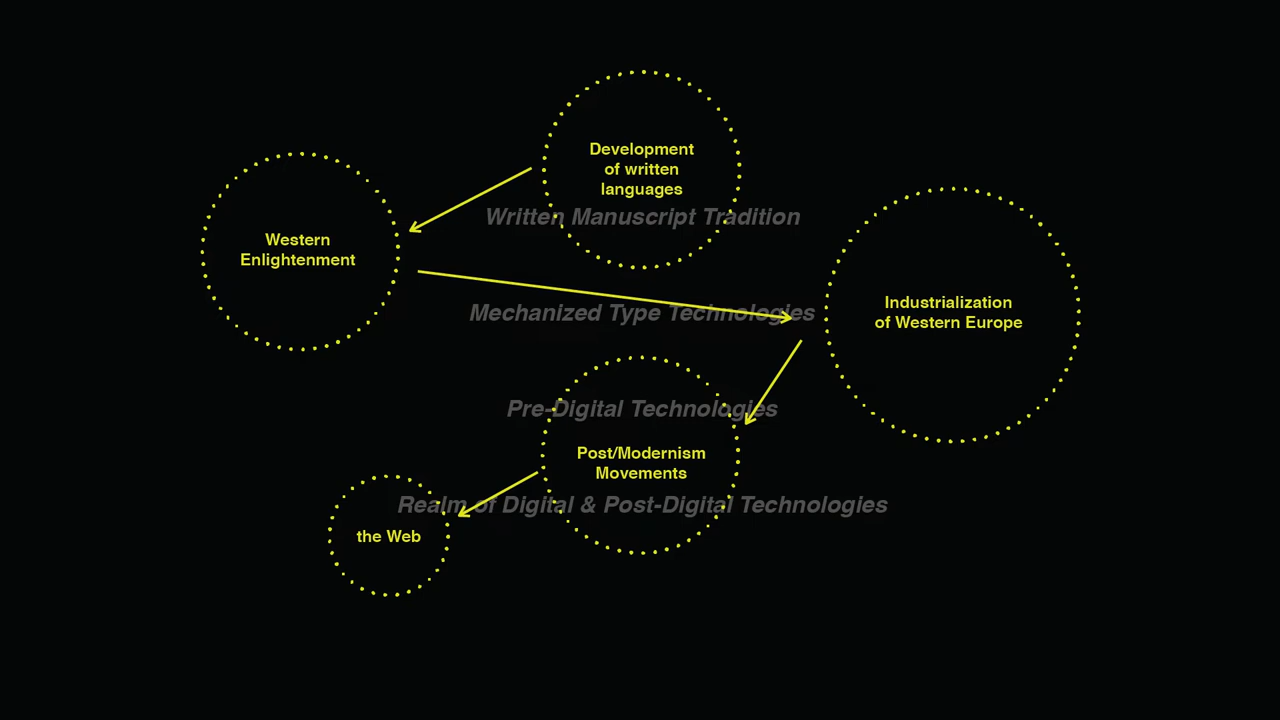 Development
of written
languages
Written Manuscript Tradition
Western
Enlightenment
Mechanized Type Technologies
Industrialization
of Western Europe
Pre-Digital Technologies
Post/Modernism
Movements
Realm of Digital & Post-Digital Technologies
the Web